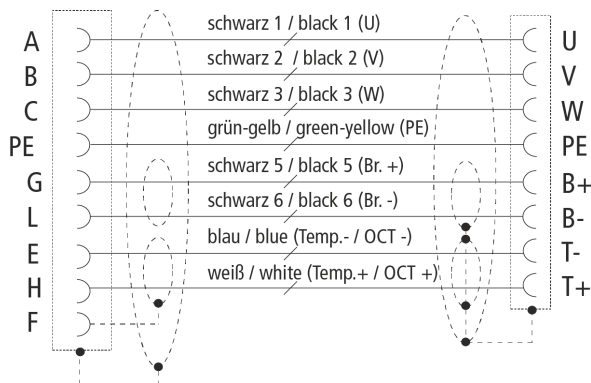 A schwarz 1 / black 1 (U) U
B schwarz 2 / black 2 (V) V
C schwarz 3 / black 3 (W) W
PE grün-gelb / green-yellow (PE) PE
G schwarz 5 / black 5 (Br. +) B+
L schwarz 6 / black 6 (Br. -) B-
E blau / blue (Temp.- / OCT -) T-
H weiß / white (Temp.+ / OCT +) T+
F